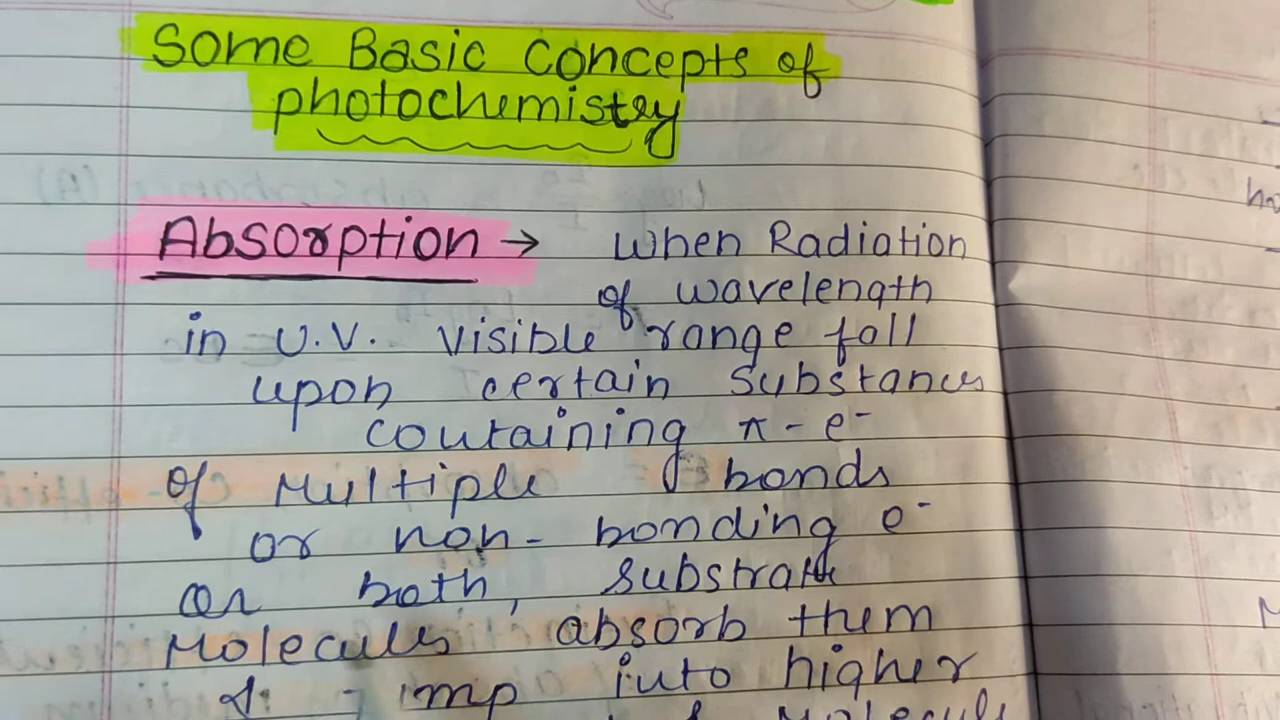 Some Basic Concepts of
photochemistry
Absorption → When Radiation
of wavelength
in U.V. visible range fall
upon certain substances
containing π-e⁻
of Multiple bonds
or non-bonding e⁻
or both, substrate
Molecules absorb them
& Jump into higher